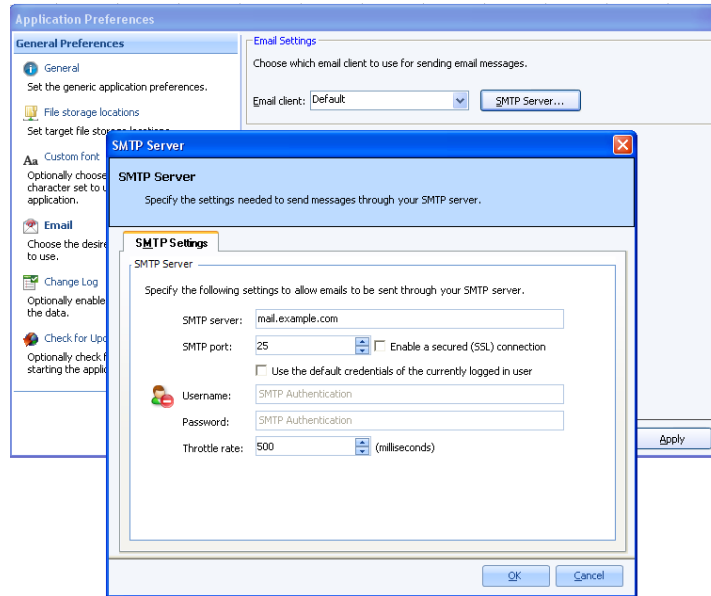 Application Preferences
General Preferences
General
Set the generic application preferences.
File storage locations
Set target file storage locations
Aa Custom font
Optionally choose
character set to u
application.
Email
Choose the desire
to use.
Change Log
Optionally enable
the data.
Check for Upd
Optionally check f
starting the applic
Email Settings
Choose which email client to use for sending email messages.
Email client: Default
SMTP Server...
Apply
SMTP Server
SMTP Server
Specify the settings needed to send messages through your SMTP server.
SMTP Settings
SMTP Server
Specify the following settings to allow emails to be sent through your SMTP server.
SMTP server: mail.example.com
SMTP port: 25 Enable a secured (SSL) connection
Use the default credentials of the currently logged in user
Username: SMTP Authentication
Password: SMTP Authentication
Throttle rate: 500 (milliseconds)
OK Cancel